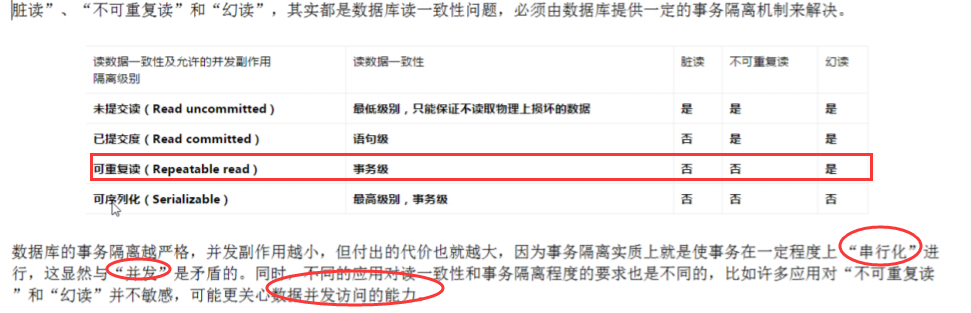 脏读”、“不可重复读”和“幻读”，其实都是数据库读一致性问题，必须由数据库提供一定的事务隔离机制来解决。
读数据一致性及允许的并发副作用 读数据一致性 脏读 不可重复读 幻读
隔离级别
未提交读（Read uncommitted） 最低级别，只能保证不读取物理上损坏的数据 是 是 是
已提交度（Read committed） 语句级 否 是 是
可重复读（Repeatable read） 事务级 否 否 是
可序列化（Serializable） 最高级别，事务级 否 否 否
数据库的事务隔离越严格，并发副作用越小，但付出的代价也就越大，因为事务隔离实质上就是使事务在一定程度上 “串行化”进
行，这显然与“并发”是矛盾的。同时，不同的应用对读一致性和事务隔离程度的要求也是不同的，比如许多应用对“不可重复读
”和“幻读”并不敏感，可能更关心数据并发访问的能力。